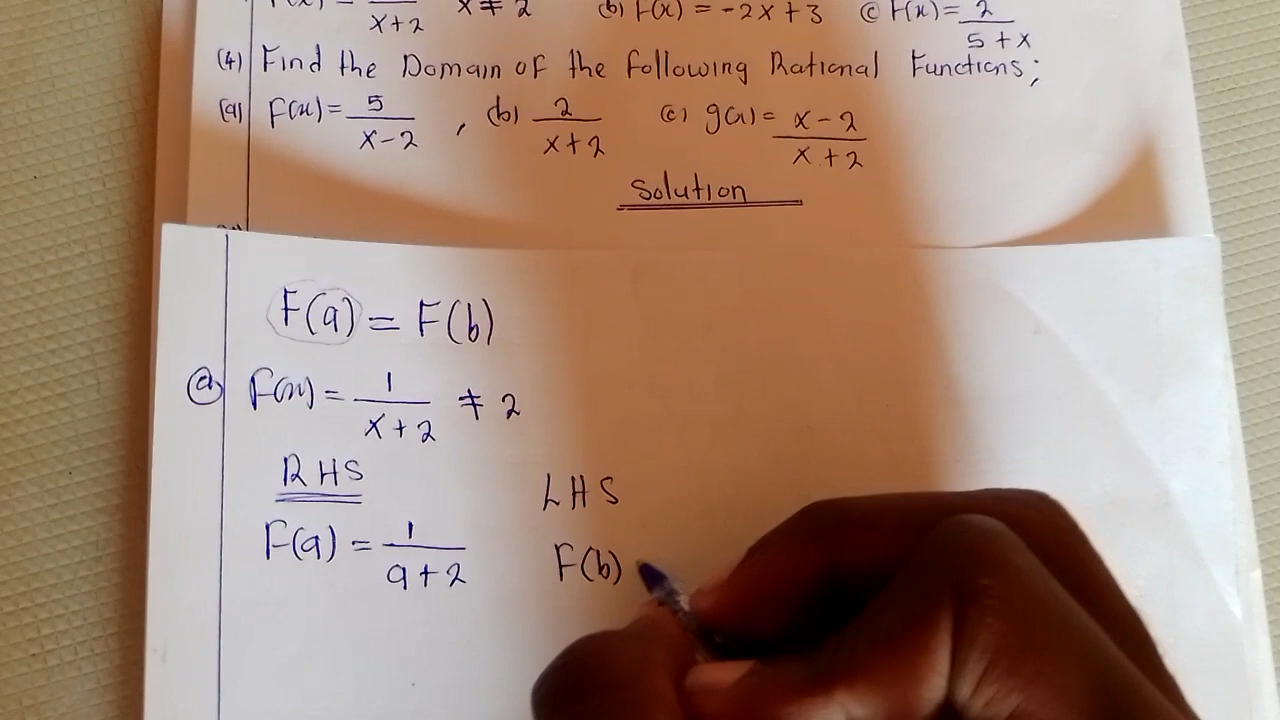 x+2 x ≠ 2 (b) F(x) = -2x+3 (c) F(x) = 2/(5+x)
(4) Find the Domain of the following Rational Functions;
(a) F(x) = 5/(x-2) , (b) 2/(x+2) (c) g(x) = (x-2)/(x+2)
Solution
F(a) = F(b)
(a) F(x) = 1/(x+2) ≠ 2
RHS LHS
F(a) = 1/(a+2) F(b)